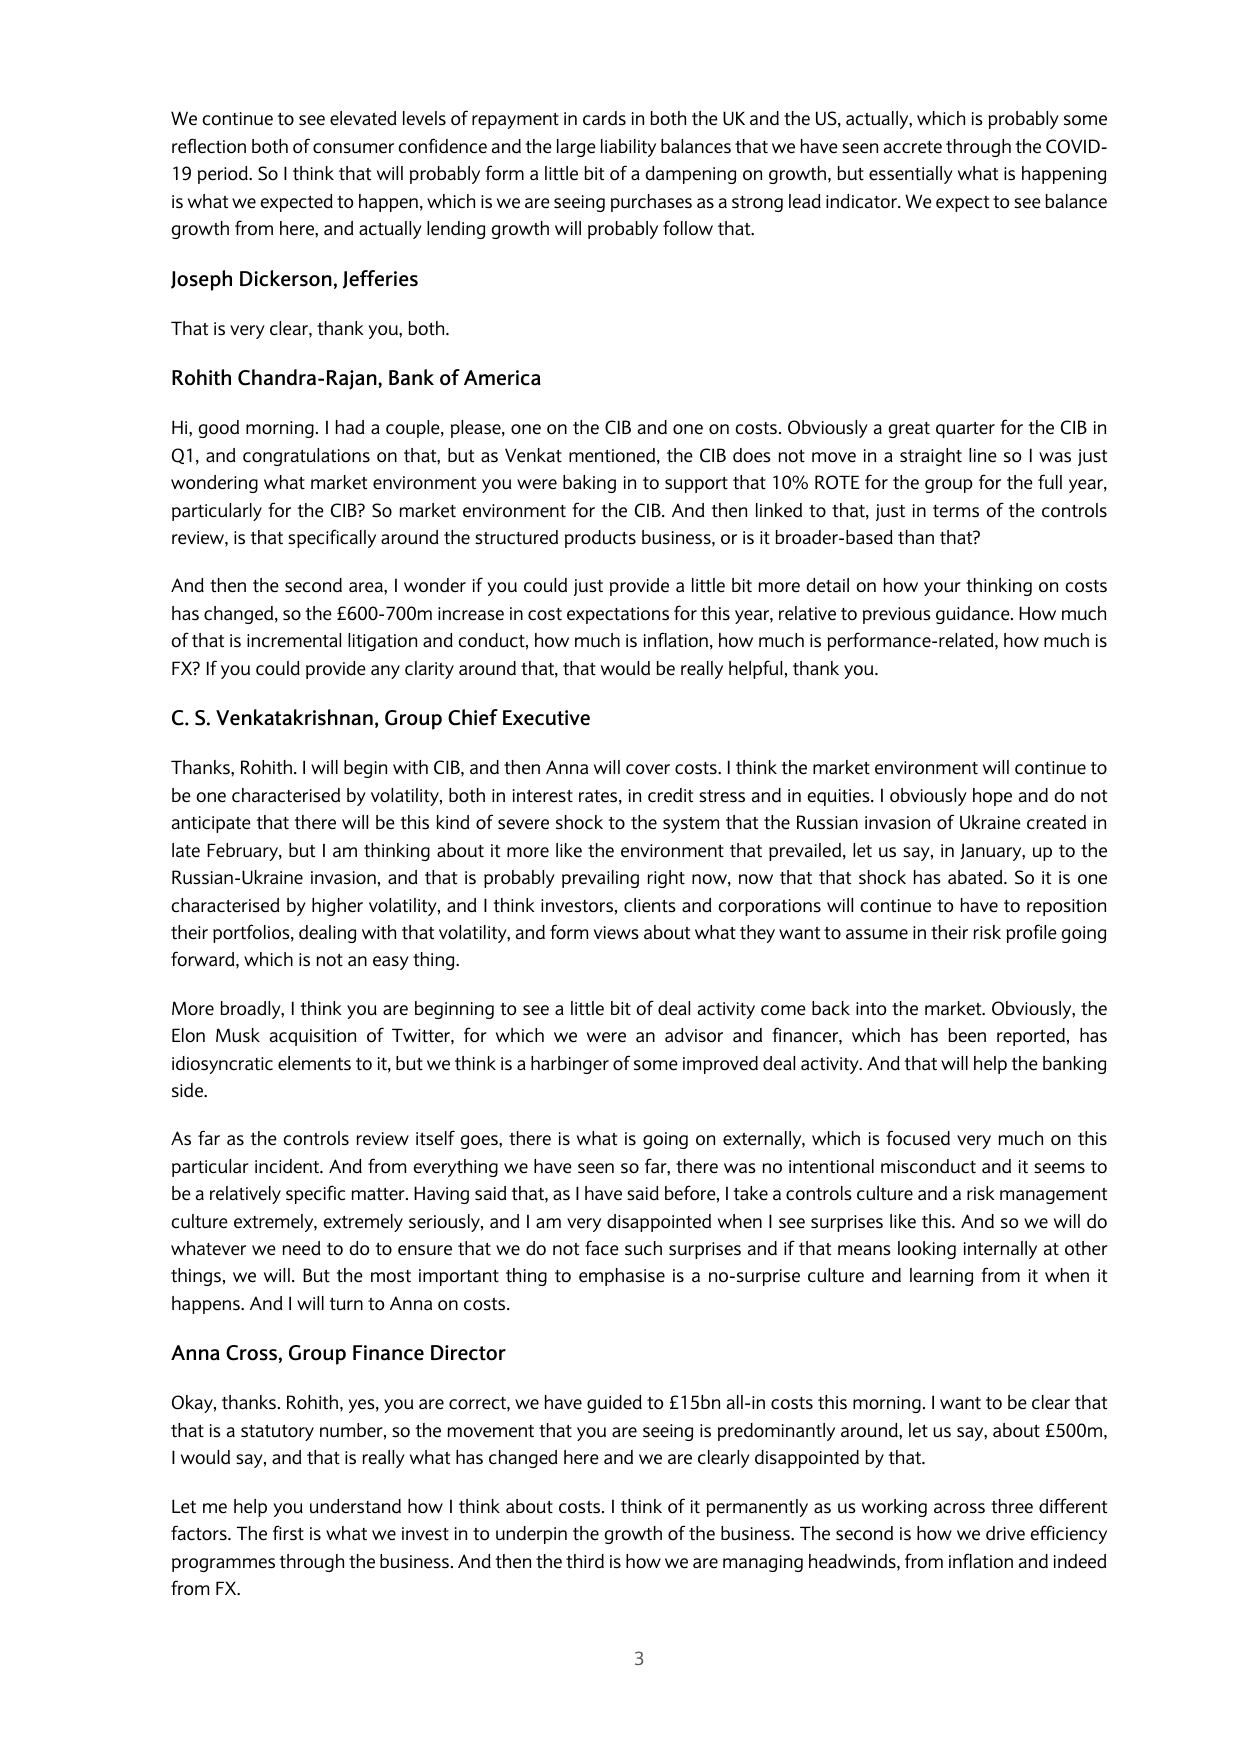 We continue to see elevated levels of repayment in cards in both the UK and the US, actually, which is probably some
reflection both of consumer confidence and the large liability balances that we have seen accrete through the COVID-
19 period. So I think that will probably form a little bit of a dampening on growth, but essentially what is happening
is what we expected to happen, which is we are seeing purchases as a strong lead indicator. We expect to see balance
growth from here, and actually lending growth will probably follow that.
Joseph Dickerson, Jefferies
That is very clear, thank you, both.
Rohith Chandra-Rajan, Bank of America
Hi, good morning. I had a couple, please, one on the CIB and one on costs. Obviously a great quarter for the CIB in
Q1, and congratulations on that, but as Venkat mentioned, the CIB does not move in a straight line so I was just
wondering what market environment you were baking in to support that 10% ROTE for the group for the full year,
particularly for the CIB? So market environment for the CIB. And then linked to that, just in terms of the controls
review, is that specifically around the structured products business, or is it broader-based than that?
And then the second area, I wonder if you could just provide a little bit more detail on how your thinking on costs
has changed, so the £600-700m increase in cost expectations for this year, relative to previous guidance. How much
of that is incremental litigation and conduct, how much is inflation, how much is performance-related, how much is
FX? If you could provide any clarity around that, that would be really helpful, thank you.
C. S. Venkatakrishnan, Group Chief Executive
Thanks, Rohith. I will begin with CIB, and then Anna will cover costs. I think the market environment will continue to
be one characterised by volatility, both in interest rates, in credit stress and in equities. I obviously hope and do not
anticipate that there will be this kind of severe shock to the system that the Russian invasion of Ukraine created in
late February, but I am thinking about it more like the environment that prevailed, let us say, in January, up to the
Russian-Ukraine invasion, and that is probably prevailing right now, now that that shock has abated. So it is one
characterised by higher volatility, and I think investors, clients and corporations will continue to have to reposition
their portfolios, dealing with that volatility, and form views about what they want to assume in their risk profile going
forward, which is not an easy thing.
More broadly, I think you are beginning to see a little bit of deal activity come back into the market. Obviously, the
Elon Musk acquisition of Twitter, for which we were an advisor and financer, which has been reported, has
idiosyncratic elements to it, but we think is a harbinger of some improved deal activity. And that will help the banking
side.
As far as the controls review itself goes, there is what is going on externally, which is focused very much on this
particular incident. And from everything we have seen so far, there was no intentional misconduct and it seems to
be a relatively specific matter. Having said that, as I have said before, I take a controls culture and a risk management
culture extremely, extremely seriously, and I am very disappointed when I see surprises like this. And so we will do
whatever we need to do to ensure that we do not face such surprises and if that means looking internally at other
things, we will. But the most important thing to emphasise is a no-surprise culture and learning from it when it
happens. And I will turn to Anna on costs.
Anna Cross, Group Finance Director
Okay, thanks. Rohith, yes, you are correct, we have guided to £15bn all-in costs this morning. I want to be clear that
that is a statutory number, so the movement that you are seeing is predominantly around, let us say, about £500m,
I would say, and that is really what has changed here and we are clearly disappointed by that.
Let me help you understand how I think about costs. I think of it permanently as us working across three different
factors. The first is what we invest in to underpin the growth of the business. The second is how we drive efficiency
programmes through the business. And then the third is how we are managing headwinds, from inflation and indeed
from FX.
3